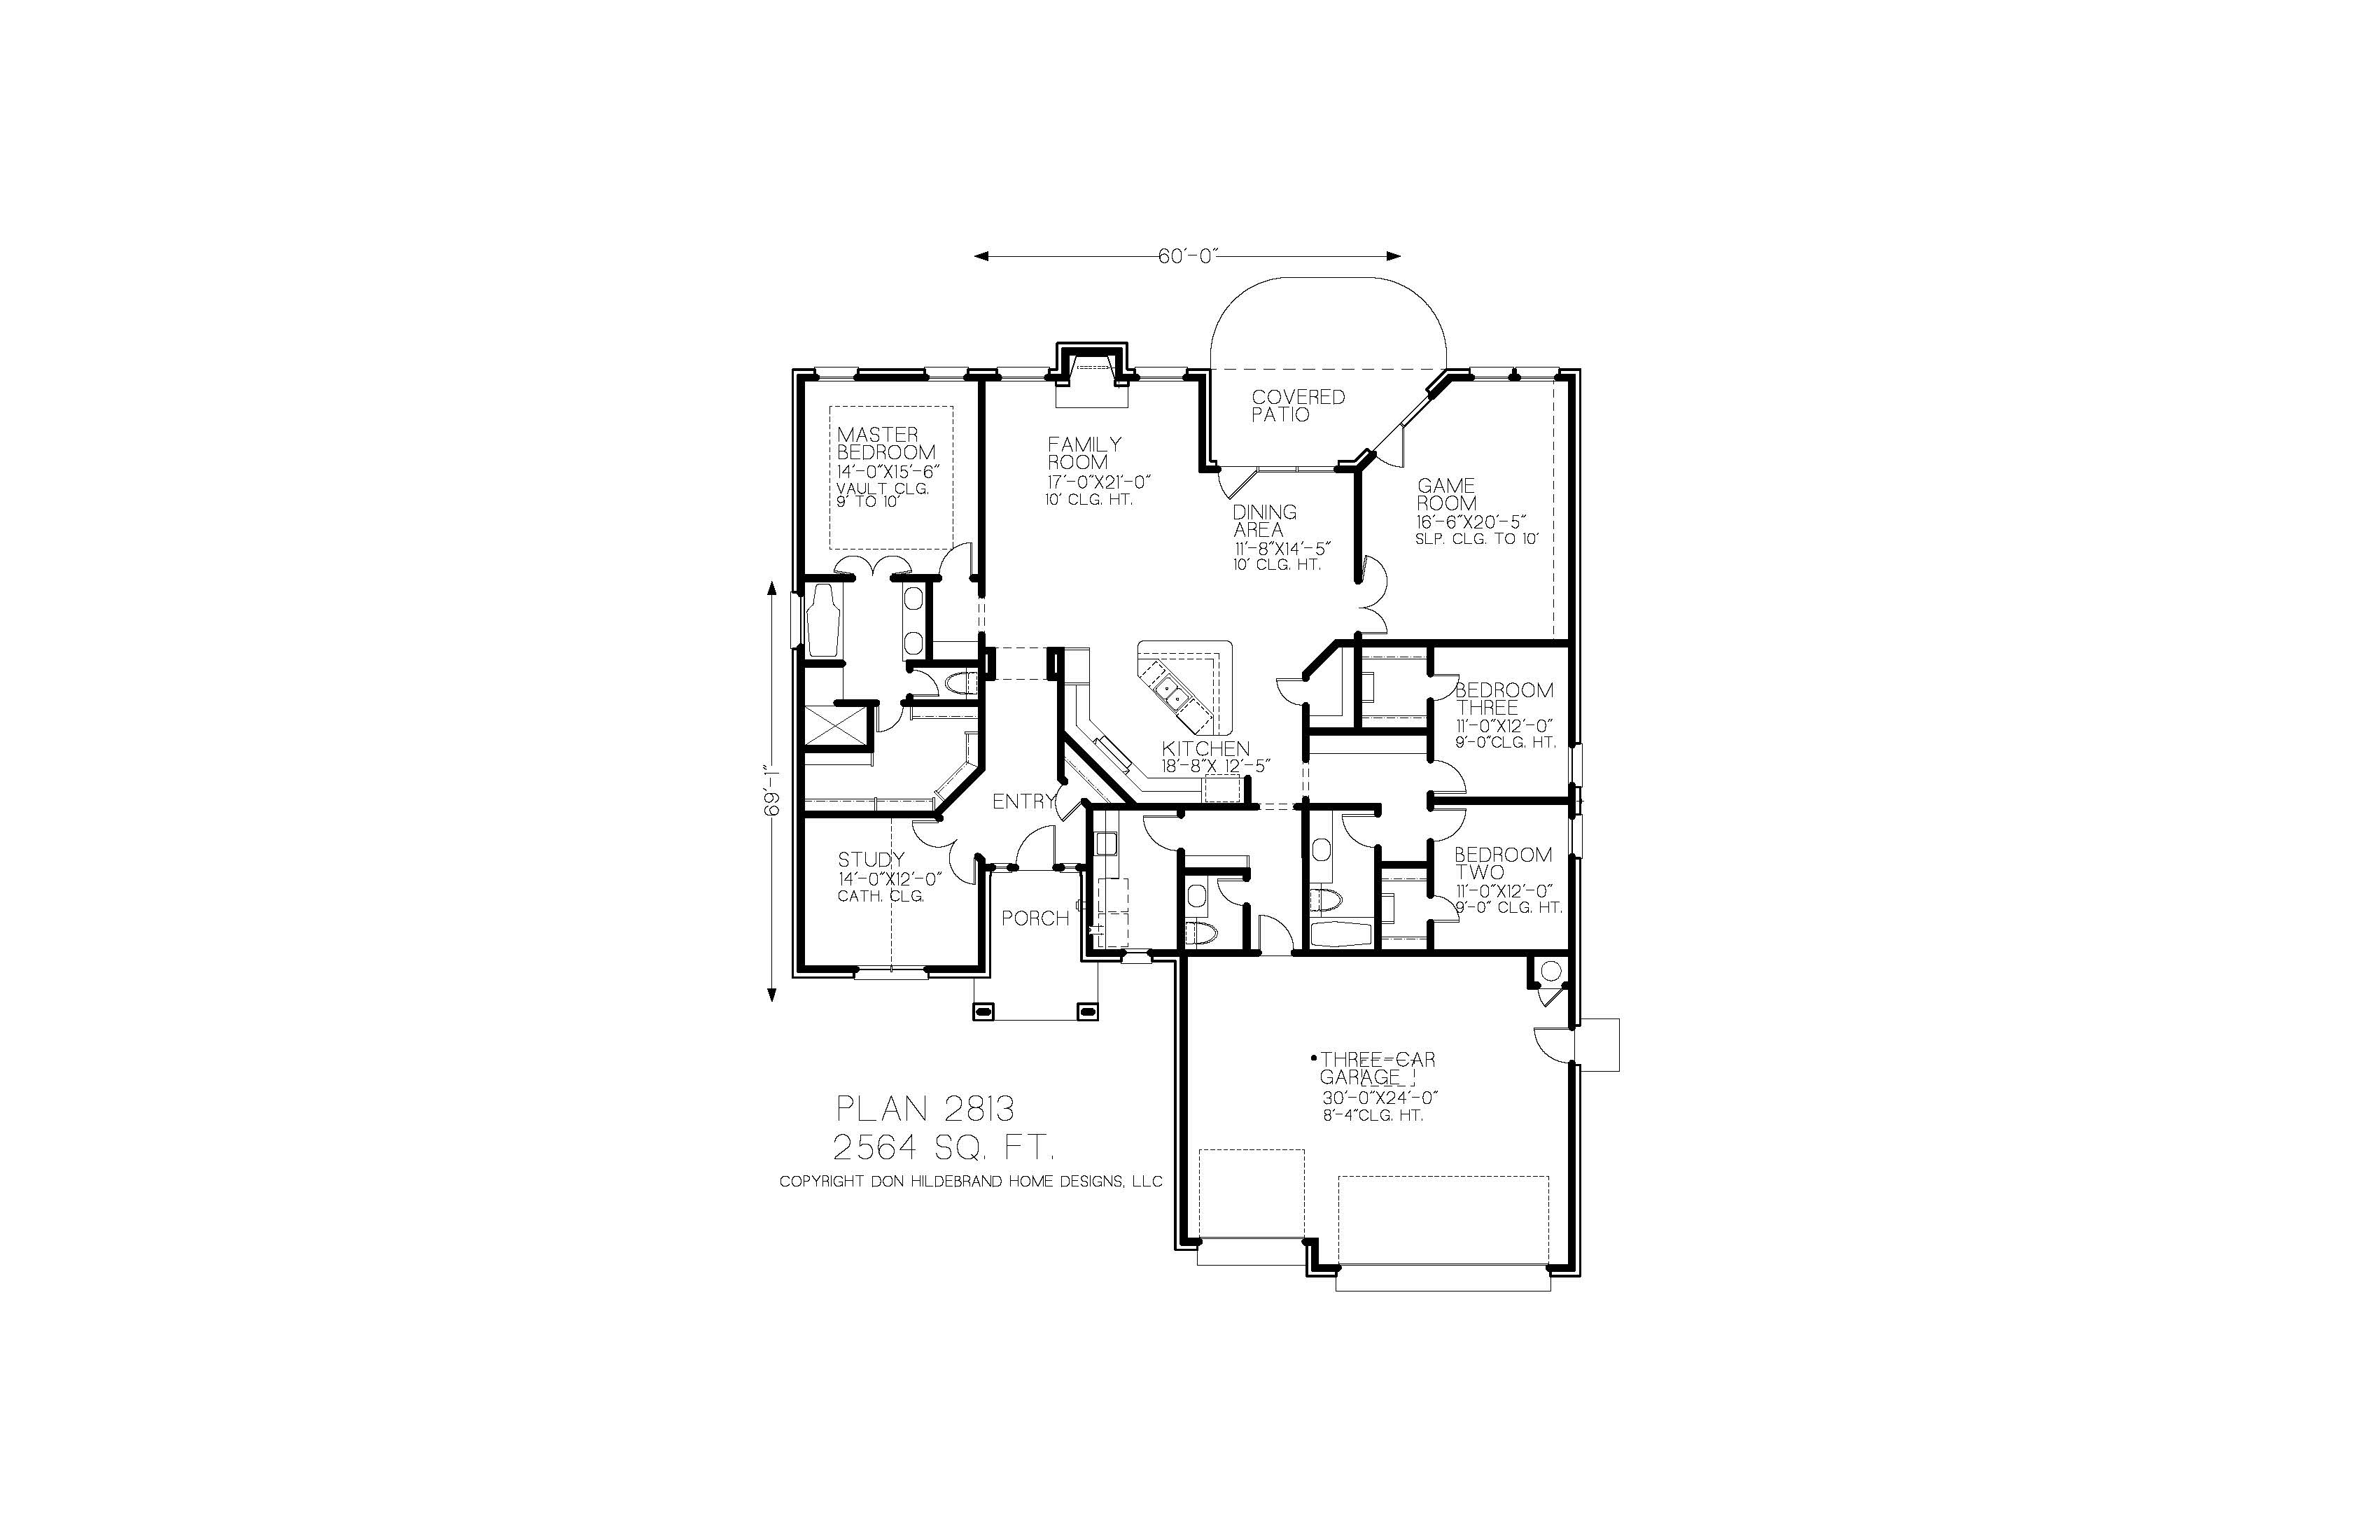 60'-0"
COVERED
PATIO
MASTER
BEDROOM
14'-0"X15'-6"
VAULT CLG.
9' TO 10'
FAMILY
ROOM
17'-0"X21'-0"
10' CLG. HT.
DINING
AREA
11'-8"X14'-5"
10' CLG. HT.
GAME
ROOM
16'-6"X20'-5"
SLP. CLG. TO 10'
BEDROOM
THREE
11'-0"X12'-0"
9'-0"CLG. HT.
KITCHEN
18'-8"X 12'-5"
69'-1"
ENTRY
STUDY
14'-0"X12'-0"
CATH. CLG.
BEDROOM
TWO
11'-0"X12'-0"
9'-0" CLG. HT.
PORCH
THREE-CAR
GARAGE
30'-0"X24'-0"
8'-4"CLG. HT.
PLAN 2813
2564 SQ. FT.
COPYRIGHT DON HILDEBRAND HOME DESIGNS, LLC